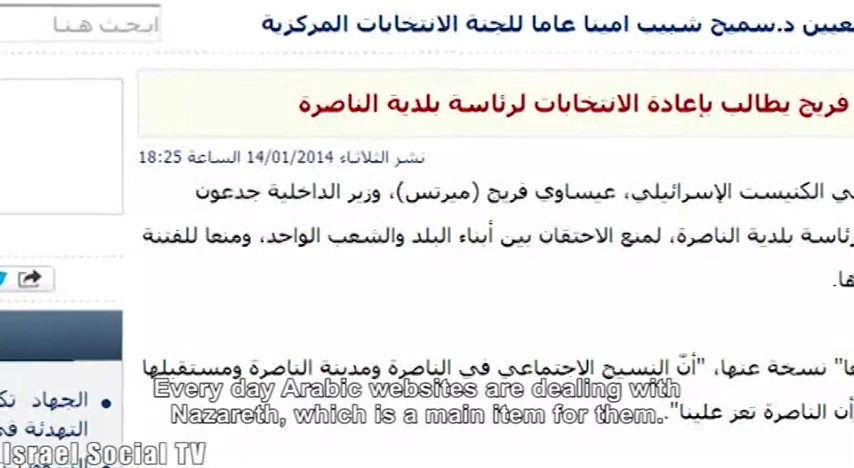 ابحث هنا
تعيين د.سميح شبيب امينا عاما للجنة الانتخابات المركزية
فريج يطالب بإعادة الانتخابات لرئاسة بلدية الناصرة
نشر الثلاثاء 14/01/2014 الساعة 18:25
الكنيست الإسرائيلي، عيساوي فريج (ميرتس)، وزير الداخلية جدعون
بلدية الناصرة، لمنع الاحتقان بين أبناء البلد والشعب الواحد، ومنعا للفتنة
نسخة عنها، "أنّ النسيج الاجتماعي في الناصرة ومدينة الناصرة ومستقبلها
أن الناصرة تعز علينا".
الجهاد
التهدئة
Every day Arabic websites are dealing with
Nazareth, which is a main item for them.
Israel Social TV